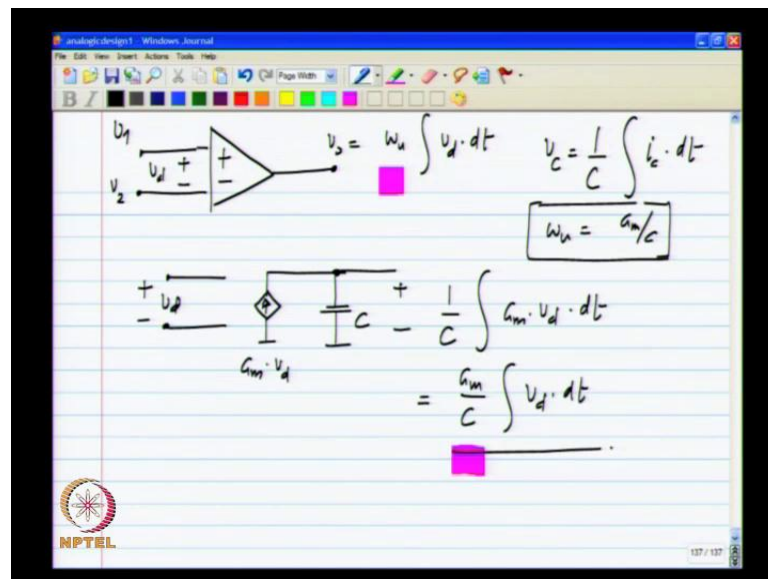 analogicdesign1 - Windows Journal
File Edit View Insert Actions Tools Help
Page Width
B I
v1
vd + - + - vo = ωu ∫ vd · dt vc = 1/C ∫ ic · dt
v2
ωu = Gm/C
+ vd - C + - 1/C ∫ Gm · vd · dt
Gm · vd
= Gm/C ∫ vd · dt
NPTEL
137 / 137